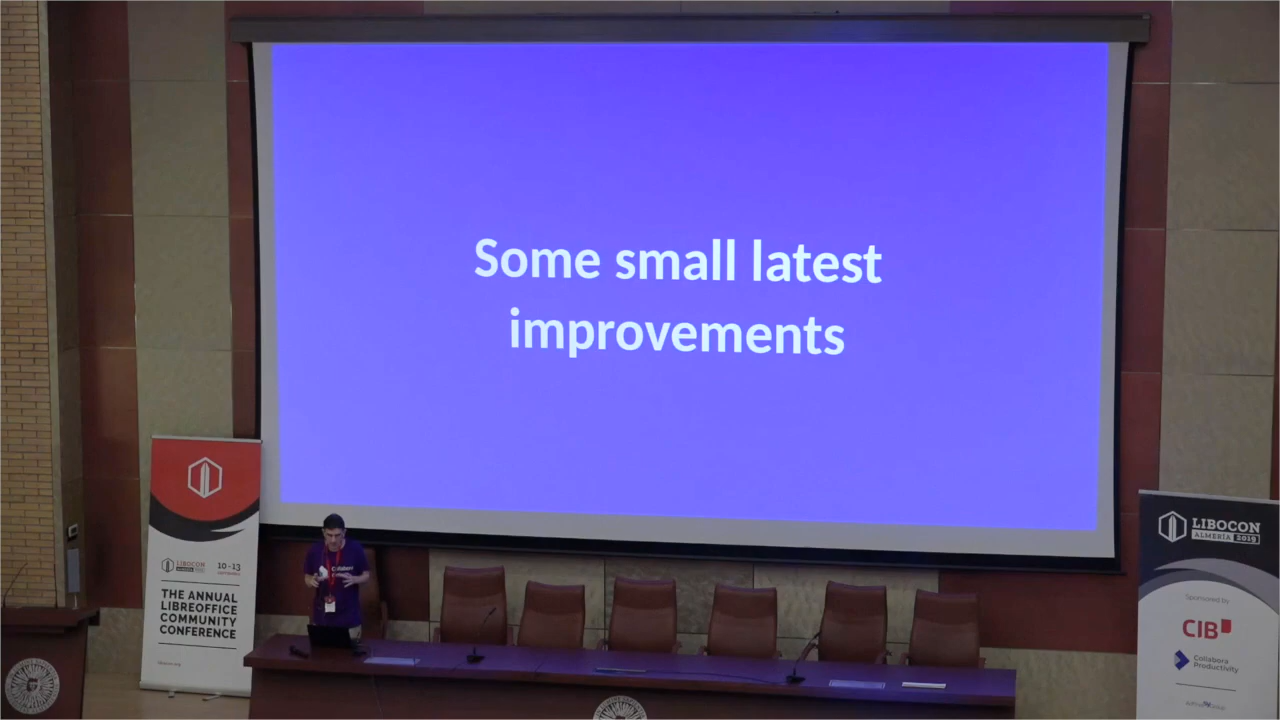 Some small latest
improvements
LIBOCON
10-13
THE ANNUAL
LIBREOFFICE
COMMUNITY
CONFERENCE
Collabora
LIBOCON
ALMERÍA 2019
Sponsored by
CIB
Collabora
Productivity